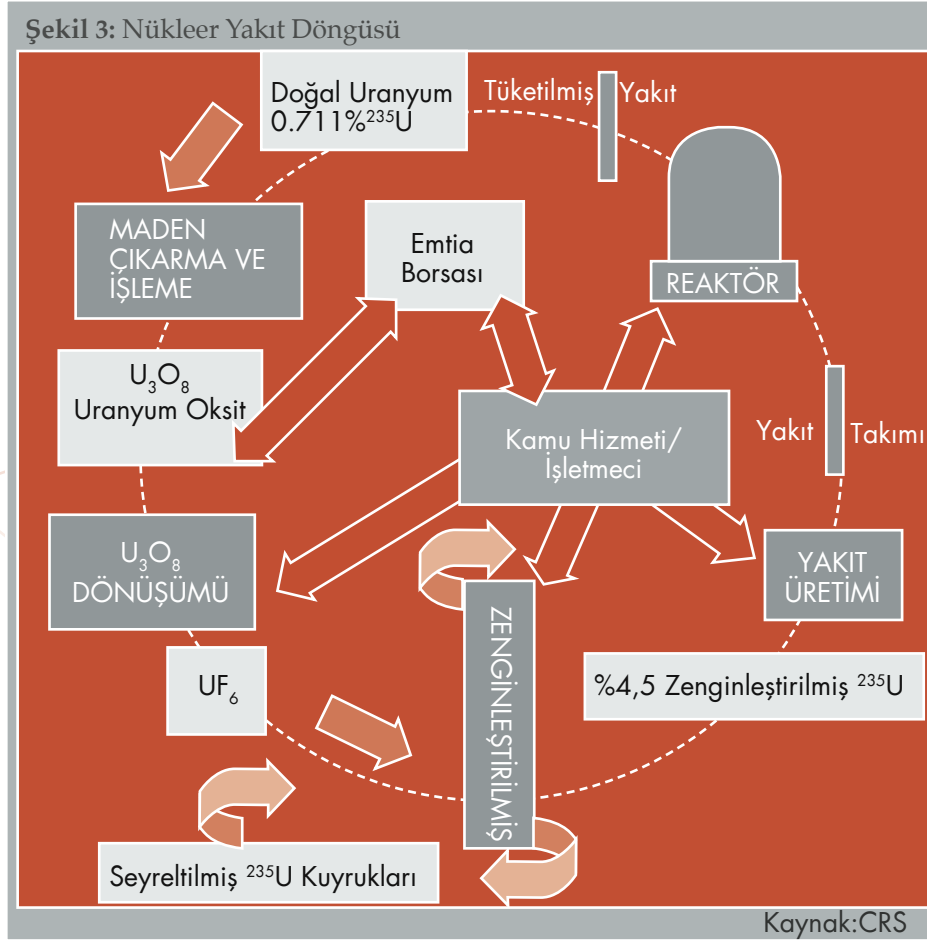 Şekil 3: Nükleer Yakıt Döngüsü
Doğal Uranyum
0.711%²³⁵U
Tüketilmiş Yakıt
MADEN
ÇIKARMA VE
İŞLEME
Emtia
Borsası
REAKTÖR
U₃O₈
Uranyum Oksit
Kamu Hizmeti/
İşletmeci
Yakıt Takımı
U₃O₈
DÖNÜŞÜMÜ
YAKIT
ÜRETİMİ
ZENGİNLEŞTİRİLMİŞ
UF₆
%4,5 Zenginleştirilmiş ²³⁵U
Seyreltilmiş ²³⁵U Kuyrukları
Kaynak:CRS